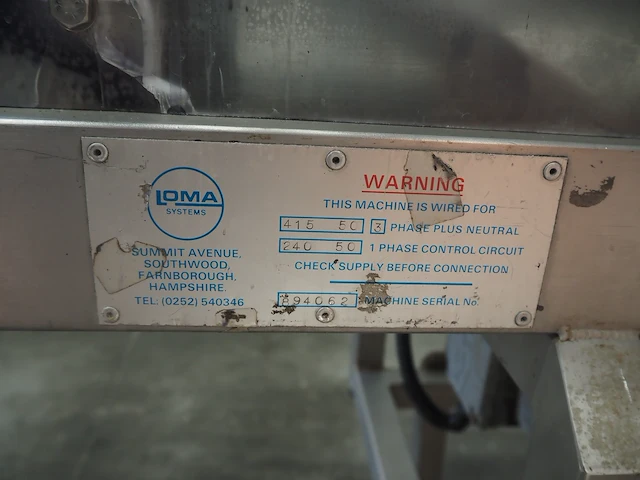 LOMA
SYSTEMS
SUMMIT AVENUE,
SOUTHWOOD,
FARNBOROUGH,
HAMPSHIRE.
TEL: (0252) 540346
WARNING
THIS MACHINE IS WIRED FOR
415 50 3 PHASE PLUS NEUTRAL
240 50 1 PHASE CONTROL CIRCUIT
CHECK SUPPLY BEFORE CONNECTION
894062 MACHINE SERIAL No.